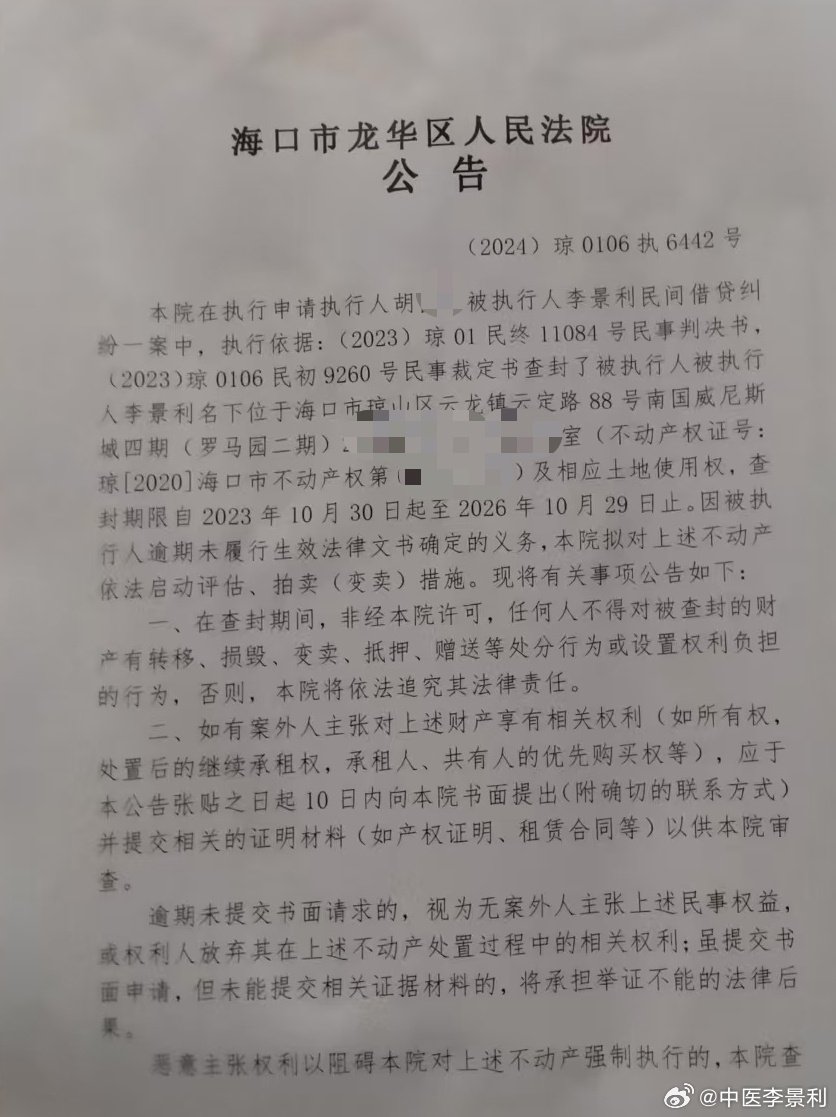 海口市龙华区人民法院
公 告
（2024）琼 0106 执 6442 号
本院在执行申请执行人胡 被执行人李景利民间借贷纠
纷一案中，执行依据：（2023）琼 01 民终 11084 号民事判决书，
（2023）琼 0106 民初 9260 号民事裁定书查封了被执行人被执行
人李景利名下位于海口市琼山区云龙镇云定路 88 号南国威尼斯
城四期（罗马园二期） 室（不动产权证号：
琼[2020]海口市不动产权第（ ）及相应土地使用权，查
封期限自 2023 年 10 月 30 日起至 2026 年 10 月 29 日止。因被执
行人逾期未履行生效法律文书确定的义务，本院拟对上述不动产
依法启动评估、拍卖（变卖）措施。现将有关事项公告如下：
一、在查封期间，非经本院许可，任何人不得对被查封的财
产有转移、损毁、变卖、抵押、赠送等处分行为或设置权利负担
的行为，否则，本院将依法追究其法律责任。
二、如有案外人主张对上述财产享有相关权利（如所有权，
处置后的继续承租权，承租人、共有人的优先购买权等），应于
本公告张贴之日起 10 日内向本院书面提出（附确切的联系方式）
并提交相关的证明材料（如产权证明、租赁合同等）以供本院审
查。
逾期未提交书面请求的，视为无案外人主张上述民事权益，
或权利人放弃其在上述不动产处置过程中的相关权利；虽提交书
面申请，但未能提交相关证据材料的，将承担举证不能的法律后
果。
恶意主张权利以阻碍本院对上述不动产强制执行的，本院查
@中医李景利